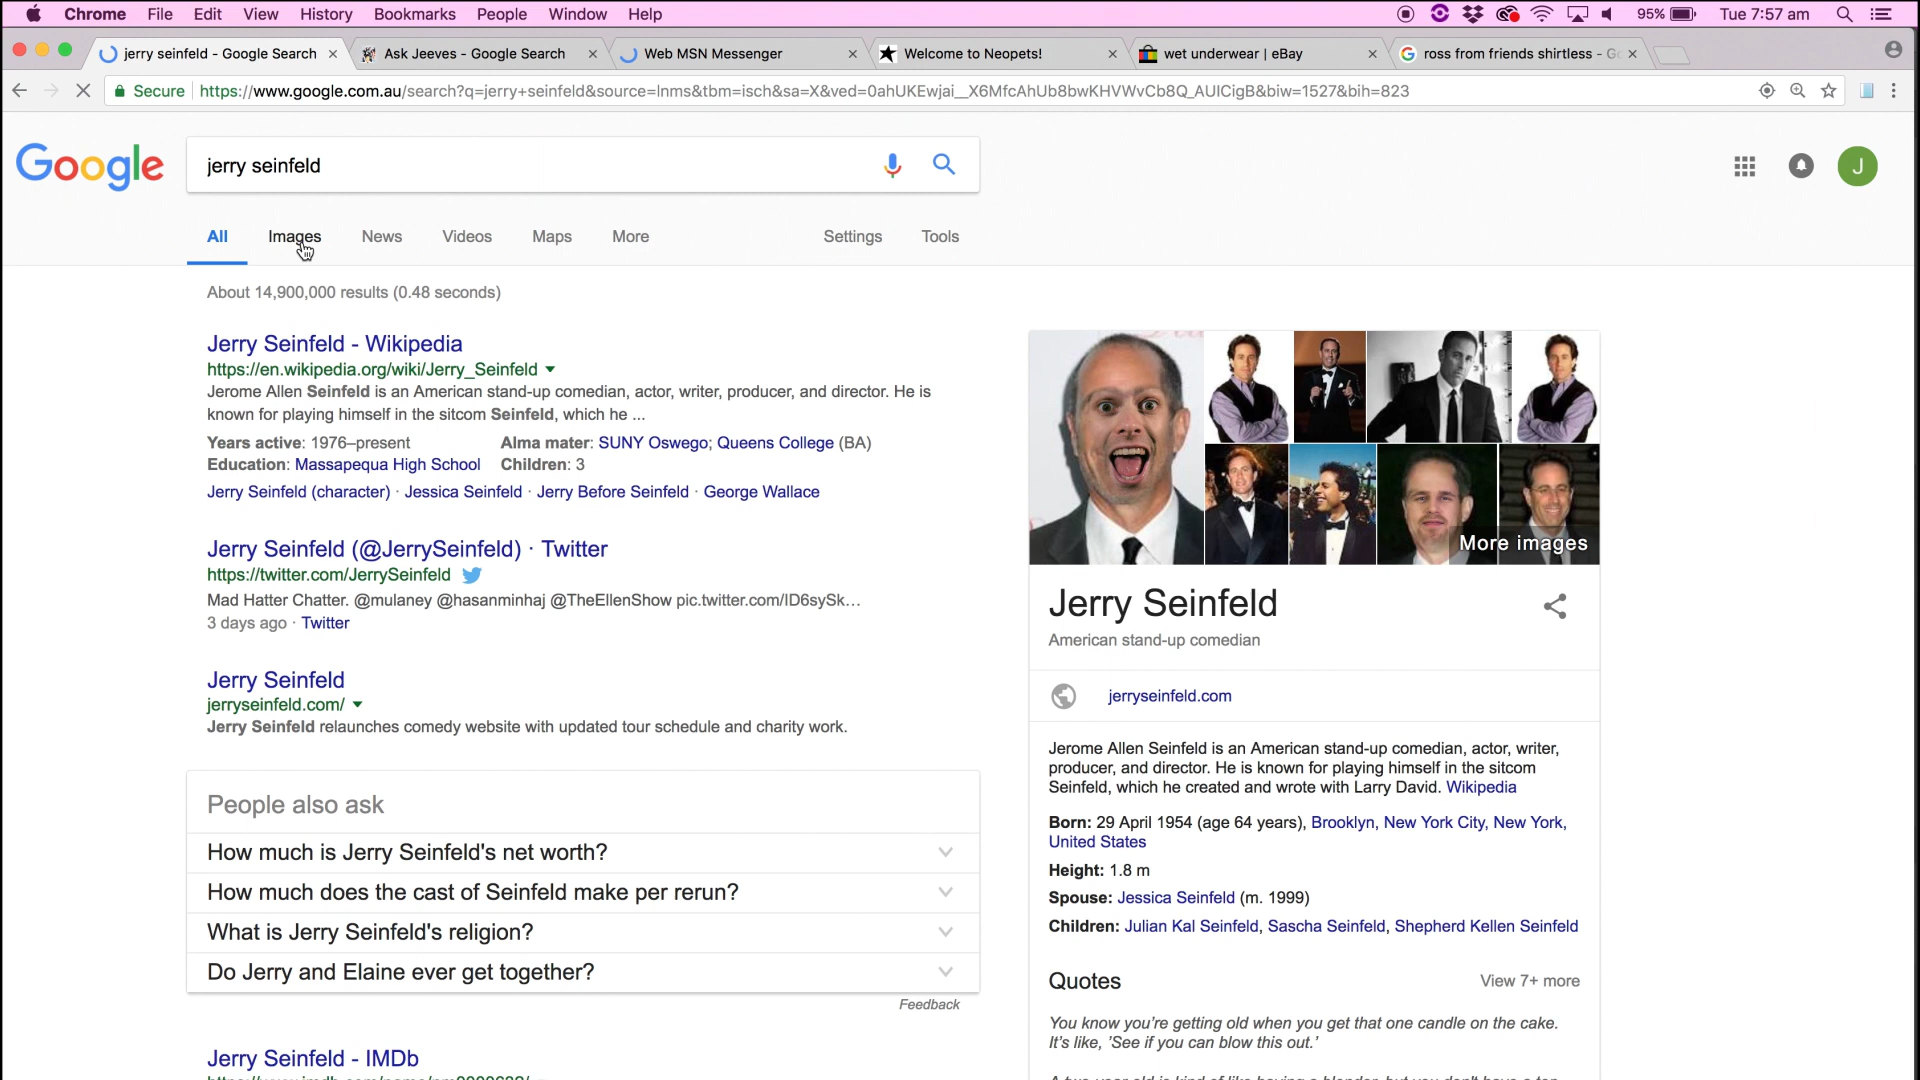 Chrome File Edit View History Bookmarks People Window Help 95% Tue 7:57 am
jerry seinfeld - Google Search Ask Jeeves - Google Search Web MSN Messenger Welcome to Neopets! wet underwear | eBay ross from friends shirtless - Go
Secure https://www.google.com.au/search?q=jerry+seinfeld&source=lnms&tbm=isch&sa=X&ved=0ahUKEwjai__X6MfcAhUb8bwKHVWvCb8Q_AUICigB&biw=1527&bih=823
Google jerry seinfeld J
All Images News Videos Maps More Settings Tools
About 14,900,000 results (0.48 seconds)
Jerry Seinfeld - Wikipedia
https://en.wikipedia.org/wiki/Jerry_Seinfeld
Jerome Allen Seinfeld is an American stand-up comedian, actor, writer, producer, and director. He is
known for playing himself in the sitcom Seinfeld, which he ...
Years active: 1976–present Alma mater: SUNY Oswego; Queens College (BA)
Education: Massapequa High School Children: 3
Jerry Seinfeld (character) · Jessica Seinfeld · Jerry Before Seinfeld · George Wallace
Jerry Seinfeld (@JerrySeinfeld) · Twitter
https://twitter.com/JerrySeinfeld
Mad Hatter Chatter. @mulaney @hasanminhaj @TheEllenShow pic.twitter.com/ID6sySk...
3 days ago · Twitter
Jerry Seinfeld
jerryseinfeld.com/
Jerry Seinfeld relaunches comedy website with updated tour schedule and charity work.
People also ask
How much is Jerry Seinfeld's net worth?
How much does the cast of Seinfeld make per rerun?
What is Jerry Seinfeld's religion?
Do Jerry and Elaine ever get together?
Feedback
Jerry Seinfeld - IMDb
More images
Jerry Seinfeld
American stand-up comedian
jerryseinfeld.com
Jerome Allen Seinfeld is an American stand-up comedian, actor, writer,
producer, and director. He is known for playing himself in the sitcom
Seinfeld, which he created and wrote with Larry David. Wikipedia
Born: 29 April 1954 (age 64 years), Brooklyn, New York City, New York,
United States
Height: 1.8 m
Spouse: Jessica Seinfeld (m. 1999)
Children: Julian Kal Seinfeld, Sascha Seinfeld, Shepherd Kellen Seinfeld
Quotes View 7+ more
You know you're getting old when you get that one candle on the cake.
It's like, 'See if you can blow this out.'